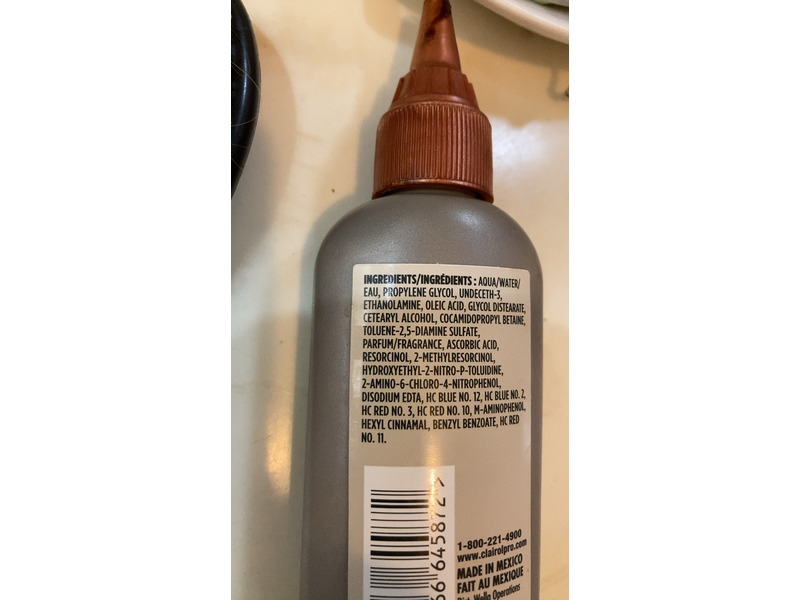 INGREDIENTS/INGRÉDIENTS : AQUA/WATER/
EAU, PROPYLENE GLYCOL, UNDECETH-3,
ETHANOLAMINE, OLEIC ACID, GLYCOL DISTEARATE,
CETEARYL ALCOHOL, COCAMIDOPROPYL BETAINE,
TOLUENE-2,5-DIAMINE SULFATE,
PARFUM/FRAGRANCE, ASCORBIC ACID,
RESORCINOL, 2-METHYLRESORCINOL,
HYDROXYETHYL-2-NITRO-P-TOLUIDINE,
2-AMINO-6-CHLORO-4-NITROPHENOL,
DISODIUM EDTA, HC BLUE NO. 12, HC BLUE NO. 2,
HC RED NO. 3, HC RED NO. 10, M-AMINOPHENOL,
HEXYL CINNAMAL, BENZYL BENZOATE, HC RED
NO. 11.
645872 >
1-800-221-4900
www.clairolpro.com
MADE IN MEXICO
FAIT AU MEXIQUE
Wella Operations